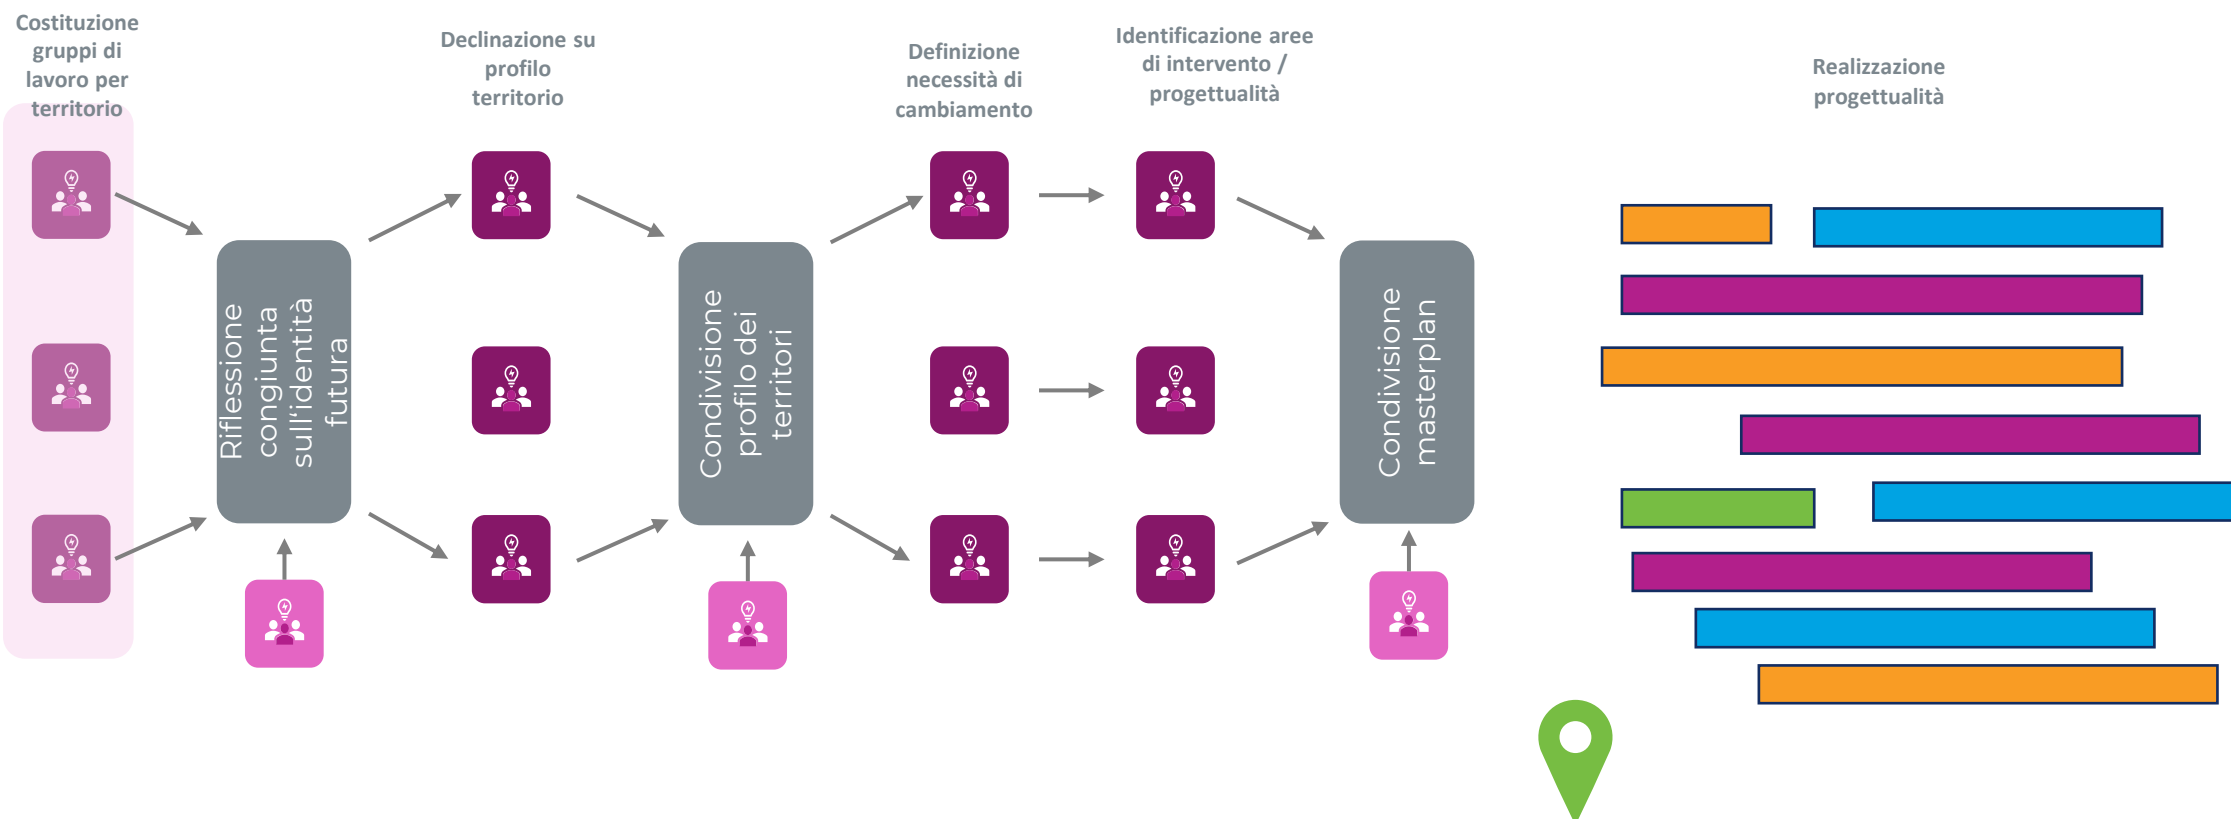 Costituzione
gruppi di
lavoro per
territorio
Riflessione
congiunta
sull'identità
futura
Declinazione su
profilo
territorio
Condivisione
profilo dei
territori
Definizione
necessità di
cambiamento
Identificazione aree
di intervento /
progettualità
Condivisione
masterplan
Realizzazione
progettualità